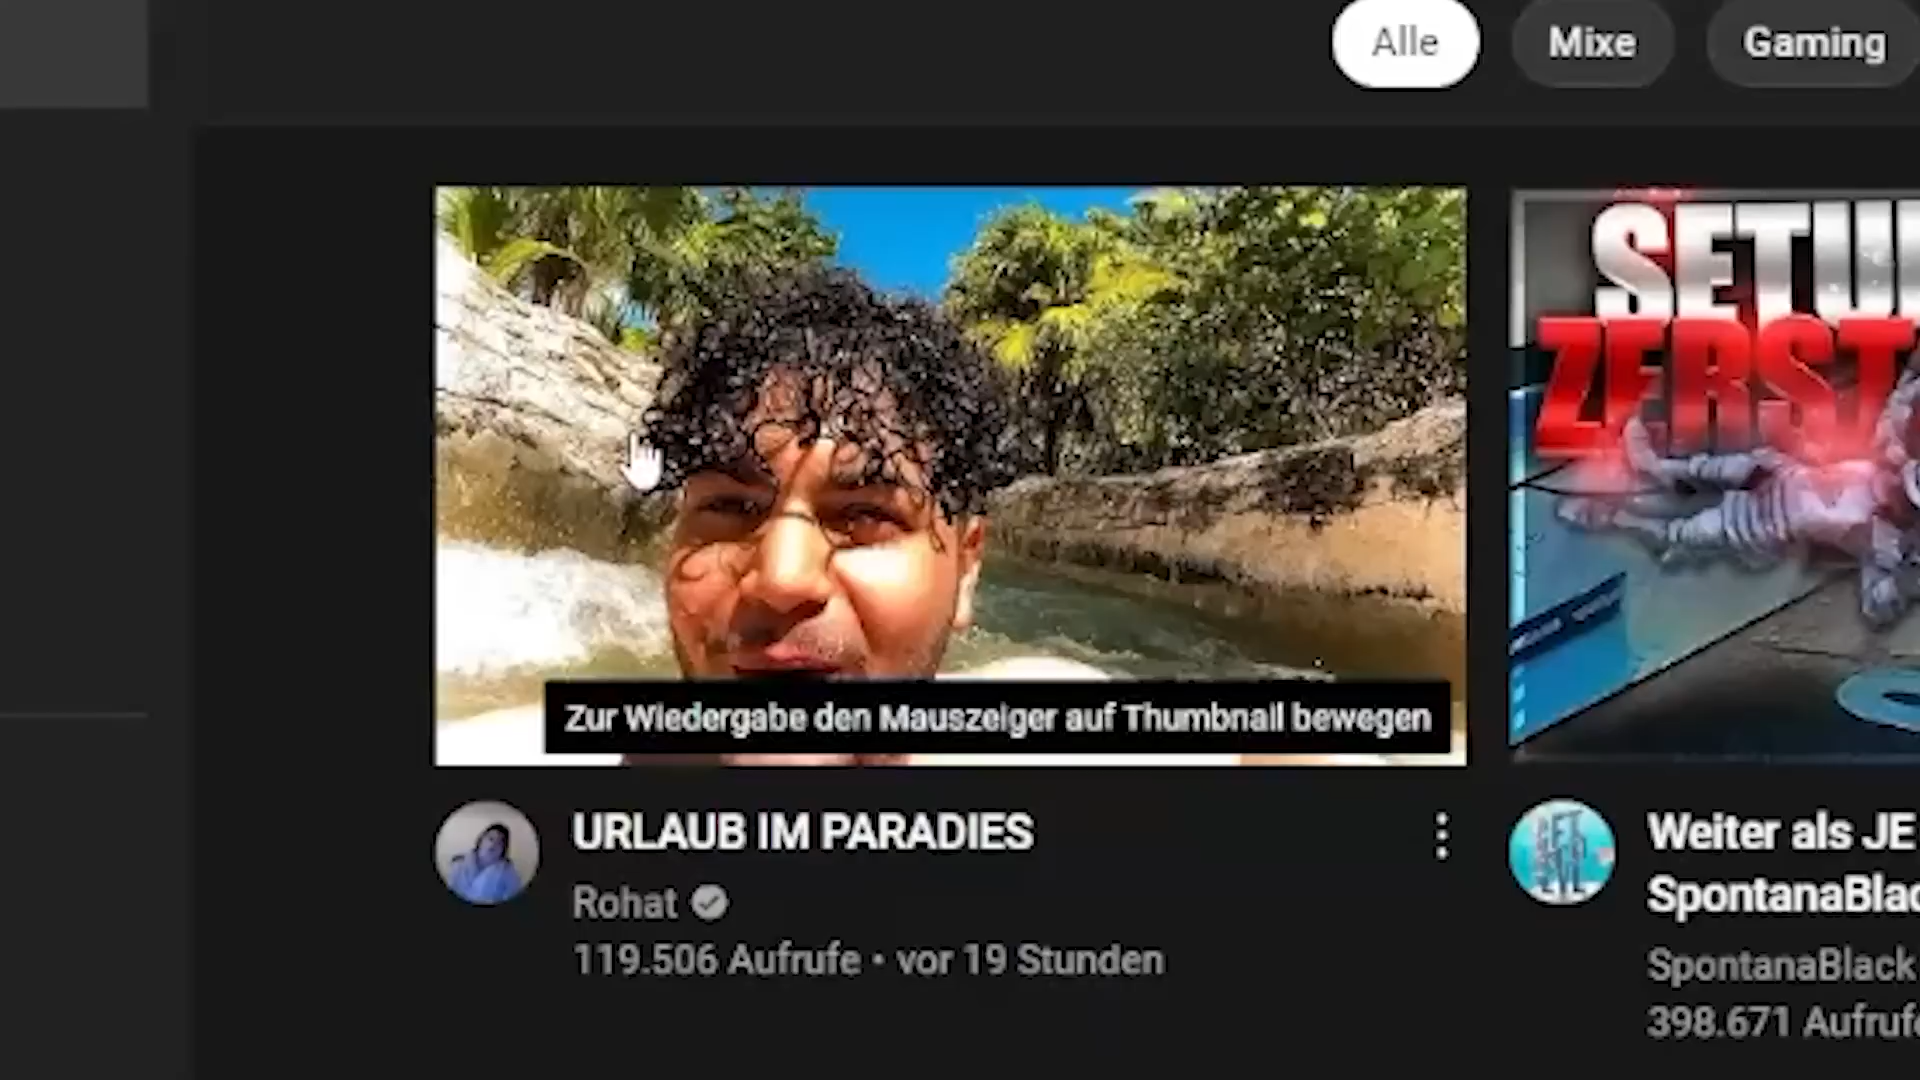 Alle
Mixe
Gaming
Zur Wiedergabe den Mauszeiger auf Thumbnail bewegen
URLAUB IM PARADIES
Rohat
119.506 Aufrufe • vor 19 Stunden
SETU
ZERST
Weiter als JE
SpontanaBlac
SpontanaBlack
398.671 Aufrufe